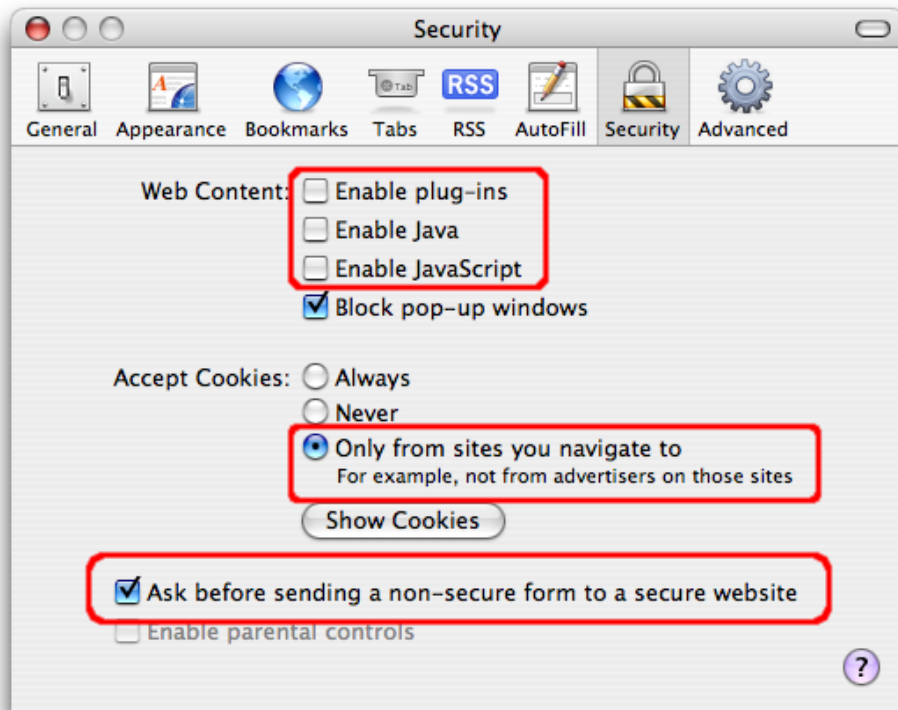 Security
General Appearance Bookmarks Tabs RSS AutoFill Security Advanced
Tab
RSS
A
Web Content: Enable plug-ins
Enable Java
Enable JavaScript
Block pop-up windows
Accept Cookies: Always
Never
Only from sites you navigate to
For example, not from advertisers on those sites
Show Cookies
Ask before sending a non-secure form to a secure website
Enable parental controls
?